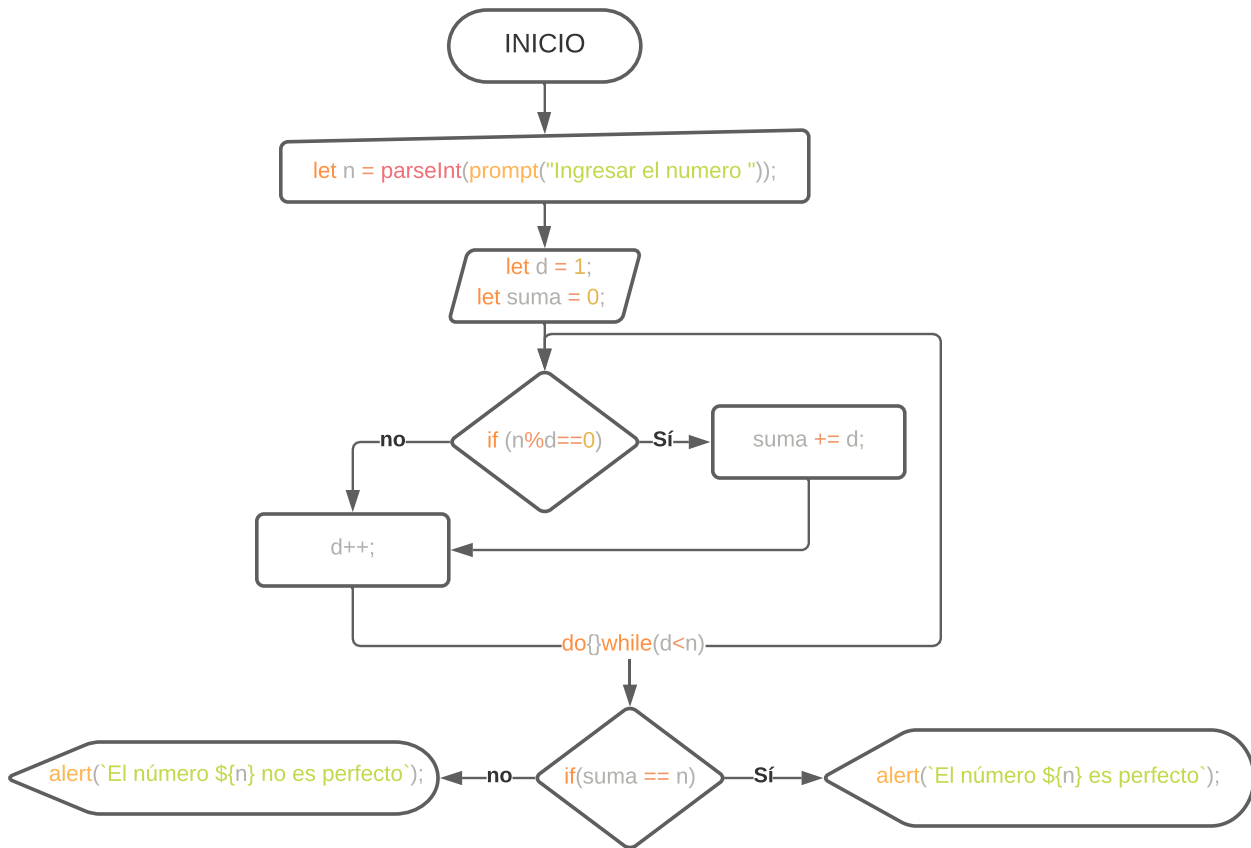 INICIO
let n = parseInt(prompt("Ingresar el numero "));
let d = 1;
let suma = 0;
no
if (n%d==0)
Sí
suma += d;
d++;
do{}while(d<n)
alert(`El número ${n} no es perfecto`);
no
if(suma == n)
Sí
alert(`El número ${n} es perfecto`);